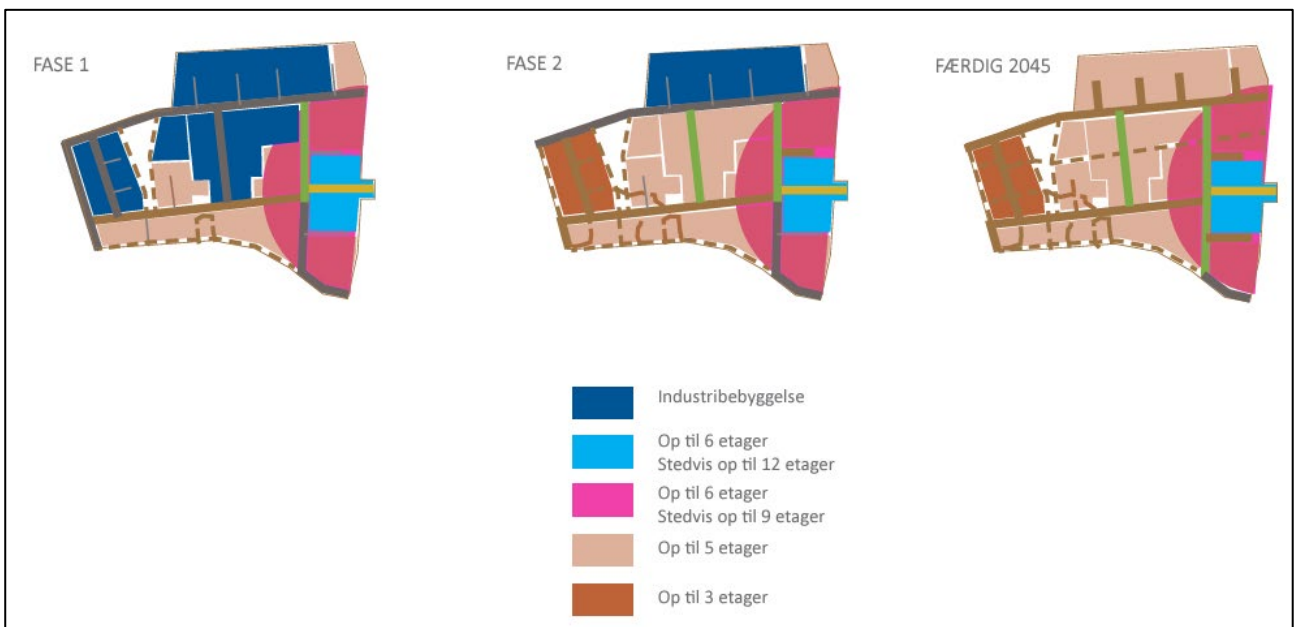 FASE 1
FASE 2
FÆRDIG 2045
Industribebyggelse
Op til 6 etager
Stedvis op til 12 etager
Op til 6 etager
Stedvis op til 9 etager
Op til 5 etager
Op til 3 etager